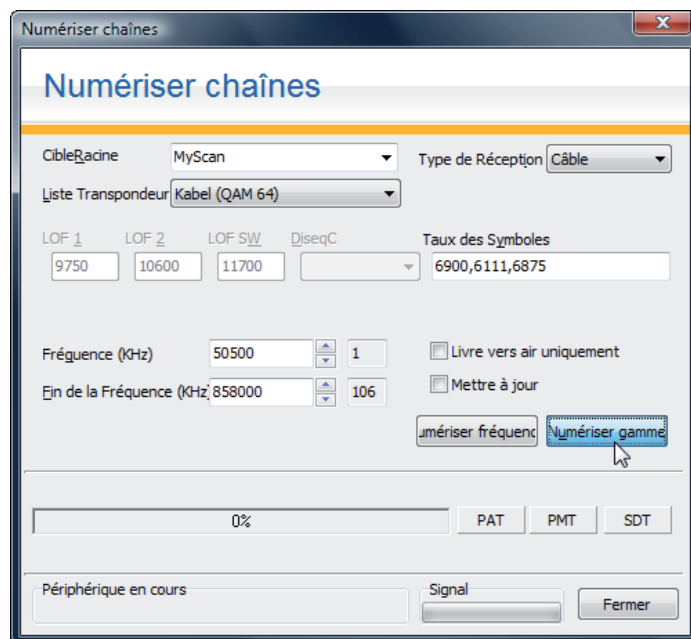 Numériser chaînes
Numériser chaînes
CibleRacine MyScan Type de Réception Câble
Liste Transpondeur Kabel (QAM 64)
LOF 1 LOF 2 LOF SW DiseqC Taux des Symboles
9750 10600 11700 6900,6111,6875
Fréquence (KHz) 50500 1 Livre vers air uniquement
Fin de la Fréquence (KHz) 858000 106 Mettre à jour
umériser fréquenc Numériser gamme
0% PAT PMT SDT
Périphérique en cours Signal
Fermer